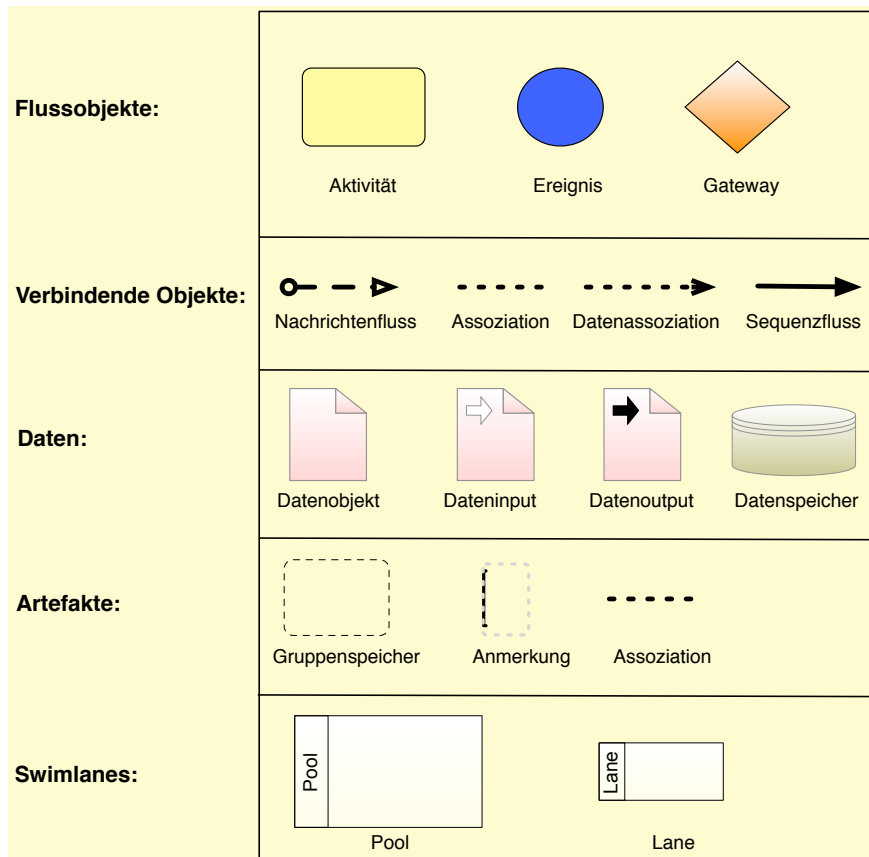 Flussobjekte:
Aktivität Ereignis Gateway
Verbindende Objekte:
Nachrichtenfluss Assoziation Datenassoziation Sequenzfluss
Daten:
Datenobjekt Dateninput Datenoutput Datenspeicher
Artefakte:
Gruppenspeicher Anmerkung Assoziation
Swimlanes:
Pool
Lane
Pool Lane